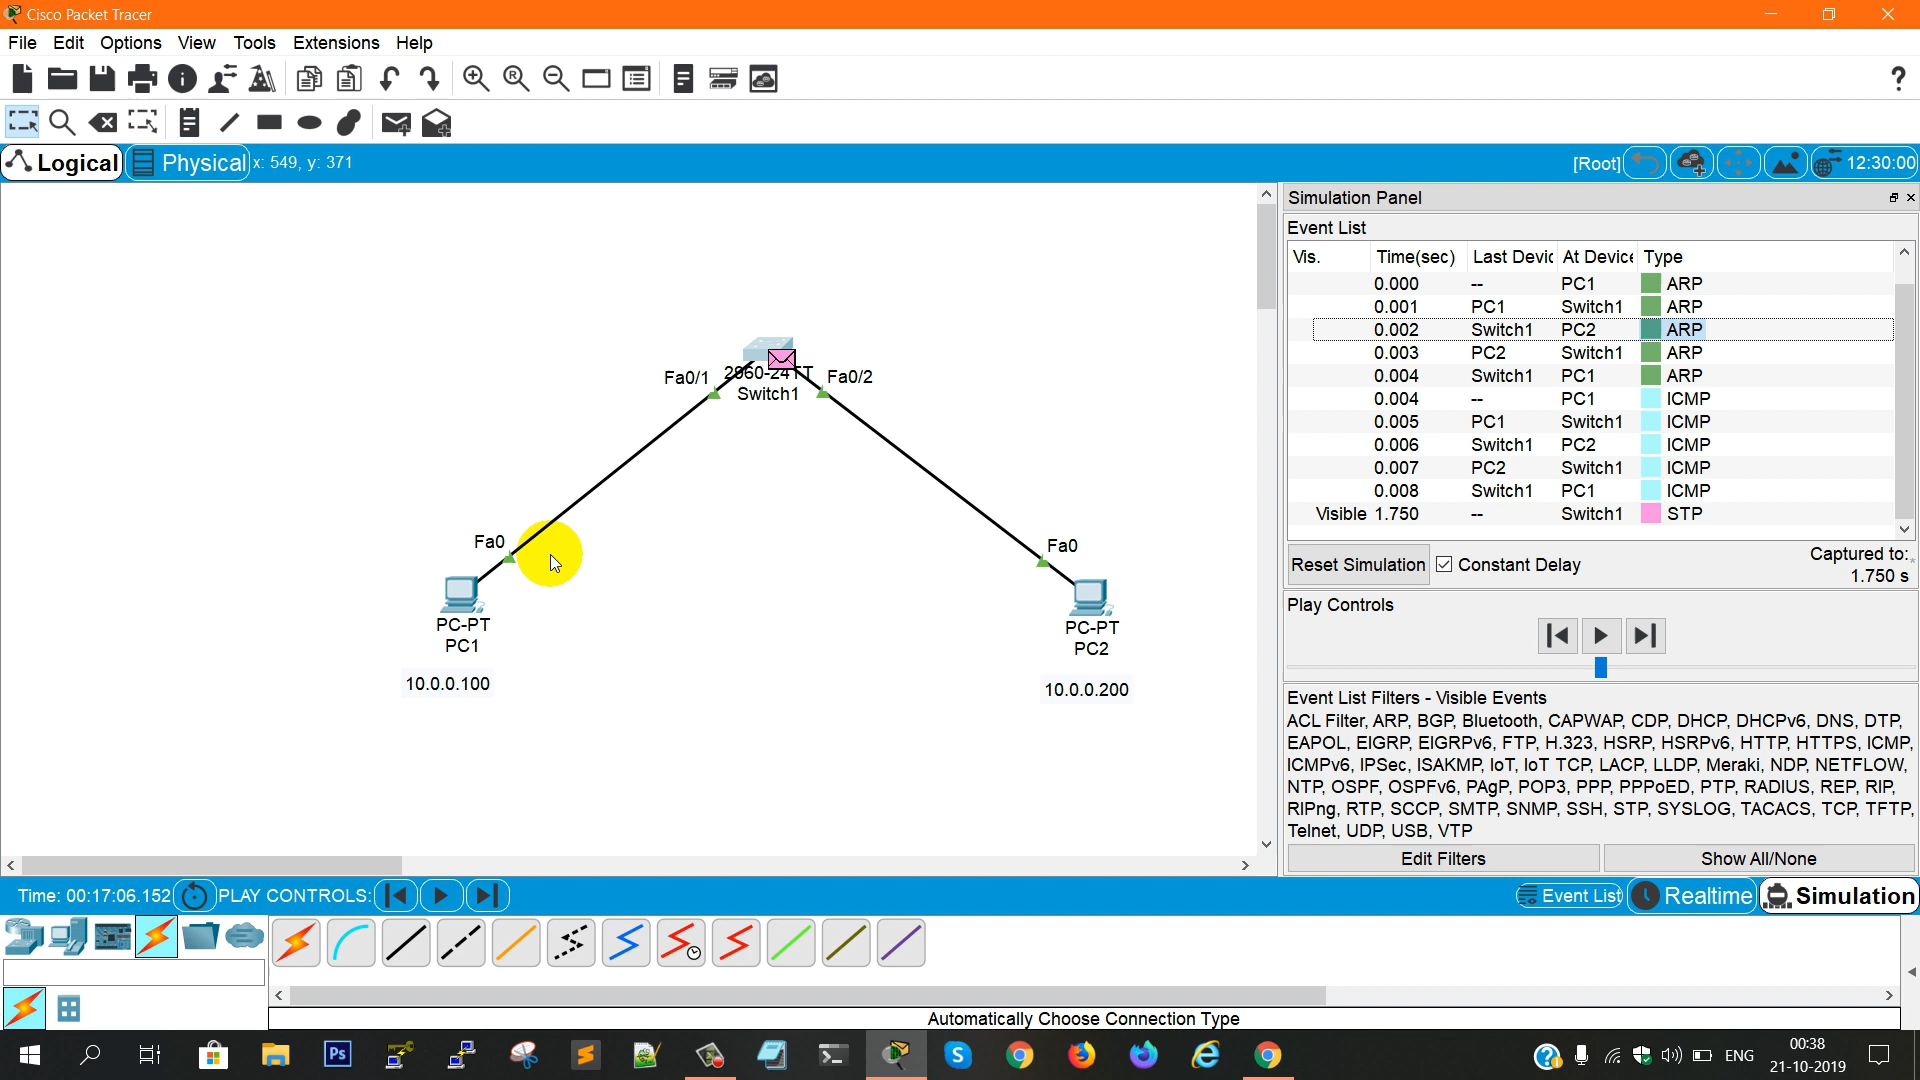 Cisco Packet Tracer
File Edit Options View Tools Extensions Help
?
Logical Physical x: 549, y: 371 [Root] 12:30:00
Simulation Panel
Event List
Vis. Time(sec) Last Devic At Device Type
0.000 -- PC1 ARP
0.001 PC1 Switch1 ARP
0.002 Switch1 PC2 ARP
0.003 PC2 Switch1 ARP
0.004 Switch1 PC1 ARP
0.004 -- PC1 ICMP
0.005 PC1 Switch1 ICMP
0.006 Switch1 PC2 ICMP
0.007 PC2 Switch1 ICMP
0.008 Switch1 PC1 ICMP
Visible 1.750 -- Switch1 STP
Reset Simulation Constant Delay Captured to:
1.750 s
Play Controls
Event List Filters - Visible Events
ACL Filter, ARP, BGP, Bluetooth, CAPWAP, CDP, DHCP, DHCPv6, DNS, DTP,
EAPOL, EIGRP, EIGRPv6, FTP, H.323, HSRP, HSRPv6, HTTP, HTTPS, ICMP,
ICMPv6, IPSec, ISAKMP, IoT, IoT TCP, LACP, LLDP, Meraki, NDP, NETFLOW,
NTP, OSPF, OSPFv6, PAgP, POP3, PPP, PPPoED, PTP, RADIUS, REP, RIP,
RIPng, RTP, SCCP, SMTP, SNMP, SSH, STP, SYSLOG, TACACS, TCP, TFTP,
Telnet, UDP, USB, VTP
Edit Filters Show All/None
Fa0/1 2960-24TT Fa0/2
Switch1
Fa0
PC-PT
PC1
10.0.0.100
Fa0
PC-PT
PC2
10.0.0.200
Time: 00:17:06.152 PLAY CONTROLS: Event List Realtime Simulation
Automatically Choose Connection Type
Ps
ENG
00:38
21-10-2019